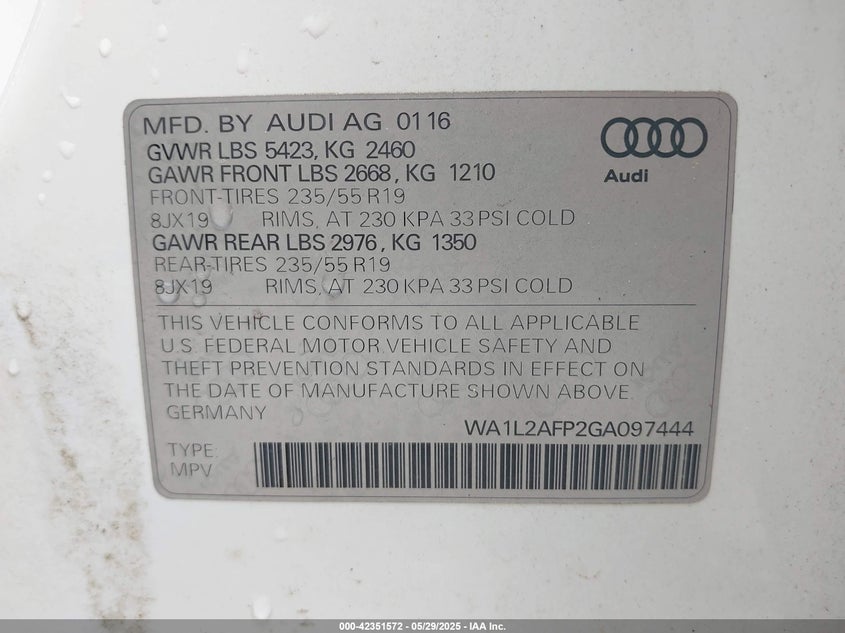 MFD. BY AUDI AG 01 16
GVWR LBS 5423, KG 2460
GAWR FRONT LBS 2668, KG 1210
FRONT-TIRES 235/55 R19
8JX19 RIMS, AT 230 KPA 33 PSI COLD
GAWR REAR LBS 2976, KG 1350
REAR-TIRES 235/55 R19
8JX19 RIMS, AT 230 KPA 33 PSI COLD
Audi
THIS VEHICLE CONFORMS TO ALL APPLICABLE
U.S. FEDERAL MOTOR VEHICLE SAFETY AND
THEFT PREVENTION STANDARDS IN EFFECT ON
THE DATE OF MANUFACTURE SHOWN ABOVE.
GERMANY
WA1L2AFP2GA097444
TYPE:
MPV
000-42351572 - 05/29/2025 - IAA Inc.